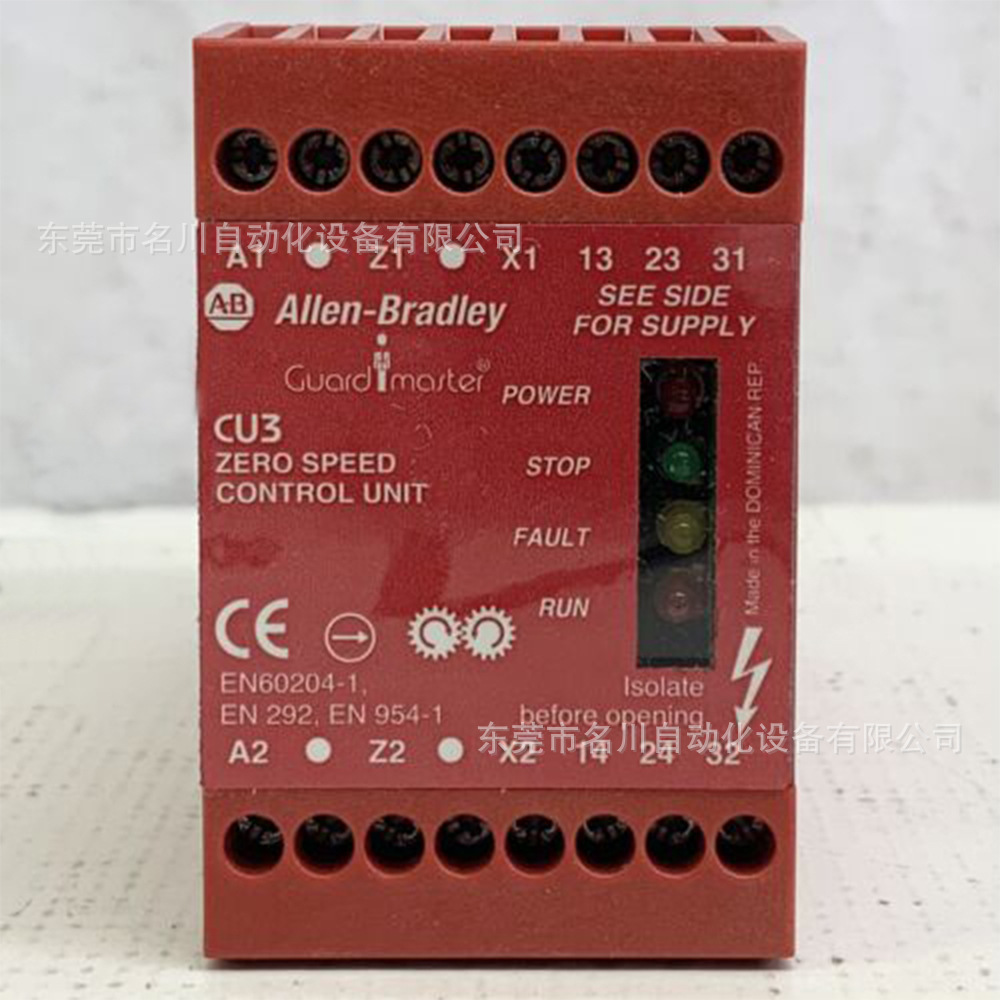 东莞市名川自动化设备有限公司
A1 Z1 X1 13 23 31
A-B Allen-Bradley
SEE SIDE
FOR SUPPLY
Guardmaster®
POWER
CU3
ZERO SPEED
CONTROL UNIT
STOP
FAULT
RUN
Made in the DOMINICAN REP.
CE
EN60204-1,
EN 292, EN 954-1
Isolate
before opening
东莞市名川自动化设备有限公司
A2 Z2 X2 14 24 32